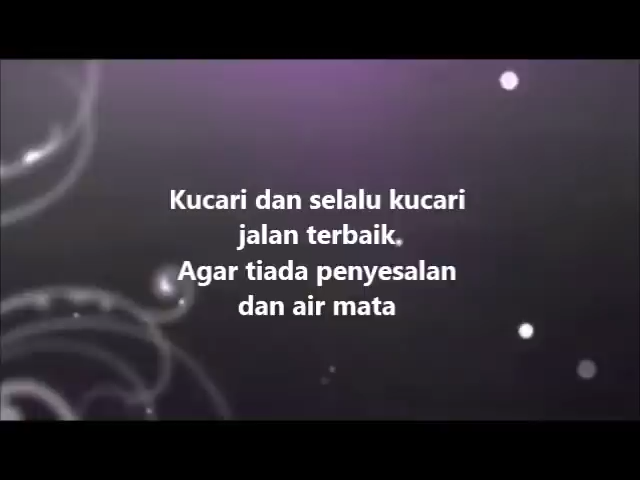 Kucari dan selalu kucari
jalan terbaik.
Agar tiada penyesalan
dan air mata